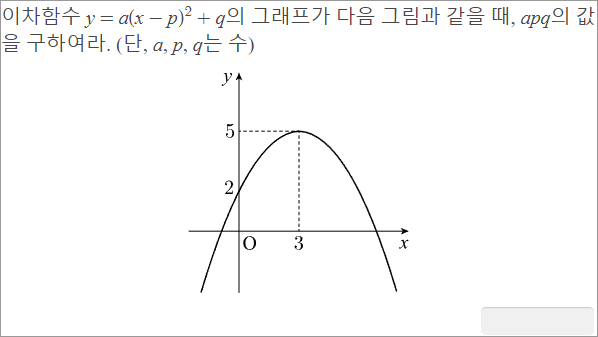 이차함수 y = a(x − p)² + q의 그래프가 다음 그림과 같을 때, apq의 값
을 구하여라. (단, a, p, q는 수)
y
5
2
O
3
x